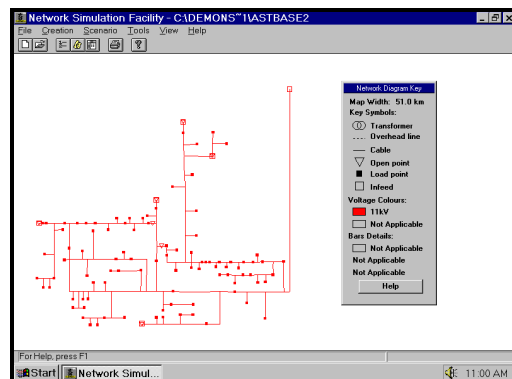 Network Simulation Facility - C:\DEMONS~1\ASTBASE2
File Creation Scenario Tools View Help
Network Diagram Key
Map Width: 51.0 km
Key Symbols:
Transformer
Overhead line
Cable
Open point
Load point
Infeed
Voltage Colours:
11kV
Not Applicable
Bars Details:
Not Applicable
Not Applicable
Not Applicable
Help
For Help, press F1
Start Network Simul... 11:00 AM